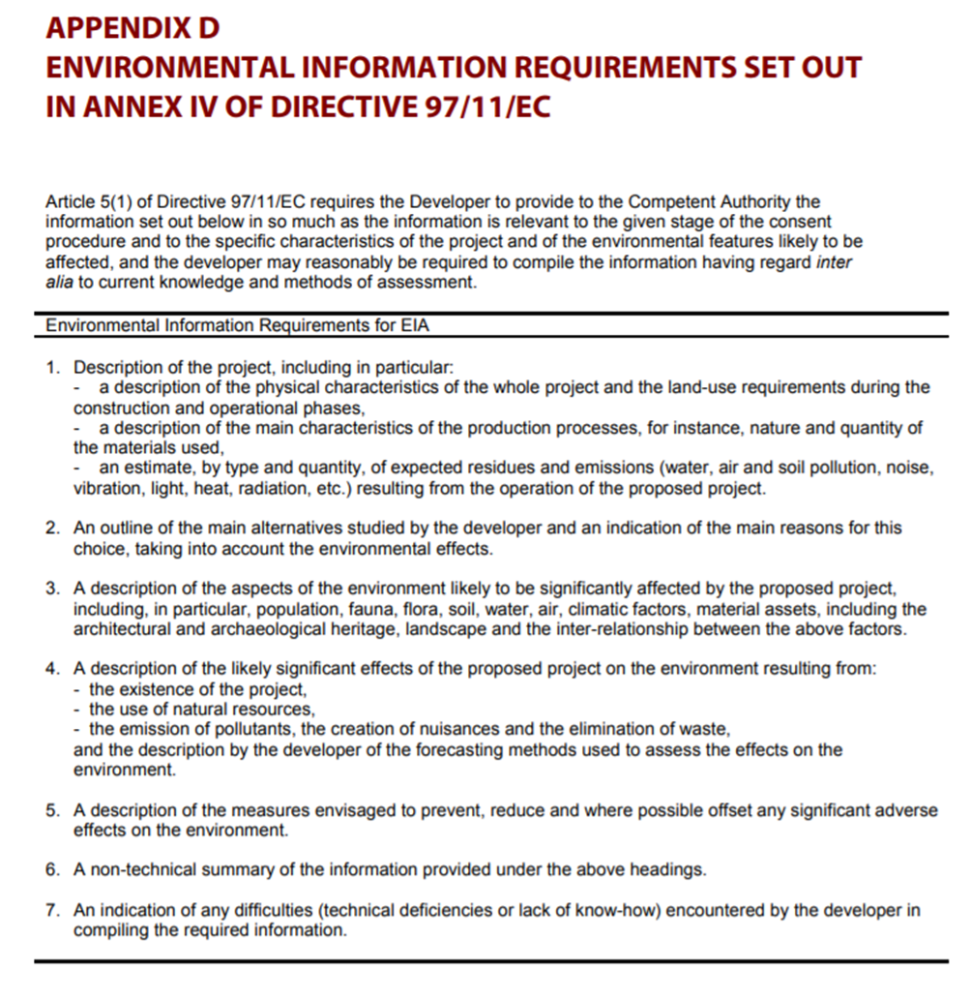 APPENDIX D
ENVIRONMENTAL INFORMATION REQUIREMENTS SET OUT
IN ANNEX IV OF DIRECTIVE 97/11/EC
Article 5(1) of Directive 97/11/EC requires the Developer to provide to the Competent Authority the
information set out below in so much as the information is relevant to the given stage of the consent
procedure and to the specific characteristics of the project and of the environmental features likely to be
affected, and the developer may reasonably be required to compile the information having regard inter
alia to current knowledge and methods of assessment.
Environmental Information Requirements for EIA
1. Description of the project, including in particular:
- a description of the physical characteristics of the whole project and the land-use requirements during the
construction and operational phases,
- a description of the main characteristics of the production processes, for instance, nature and quantity of
the materials used,
- an estimate, by type and quantity, of expected residues and emissions (water, air and soil pollution, noise,
vibration, light, heat, radiation, etc.) resulting from the operation of the proposed project.
2. An outline of the main alternatives studied by the developer and an indication of the main reasons for this
choice, taking into account the environmental effects.
3. A description of the aspects of the environment likely to be significantly affected by the proposed project,
including, in particular, population, fauna, flora, soil, water, air, climatic factors, material assets, including the
architectural and archaeological heritage, landscape and the inter-relationship between the above factors.
4. A description of the likely significant effects of the proposed project on the environment resulting from:
- the existence of the project,
- the use of natural resources,
- the emission of pollutants, the creation of nuisances and the elimination of waste,
and the description by the developer of the forecasting methods used to assess the effects on the
environment.
5. A description of the measures envisaged to prevent, reduce and where possible offset any significant adverse
effects on the environment.
6. A non-technical summary of the information provided under the above headings.
7. An indication of any difficulties (technical deficiencies or lack of know-how) encountered by the developer in
compiling the required information.